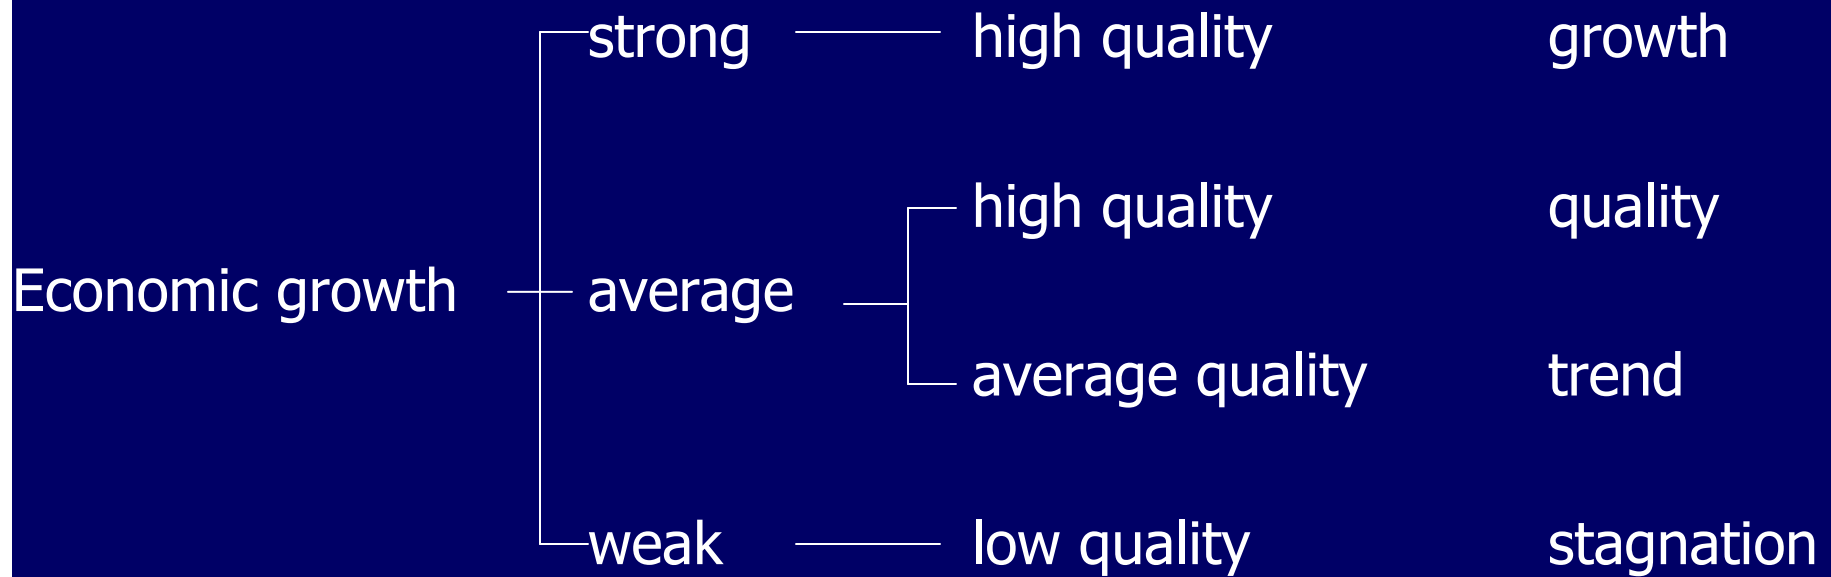 strong high quality growth
high quality quality
Economic growth average
average quality trend
weak low quality stagnation